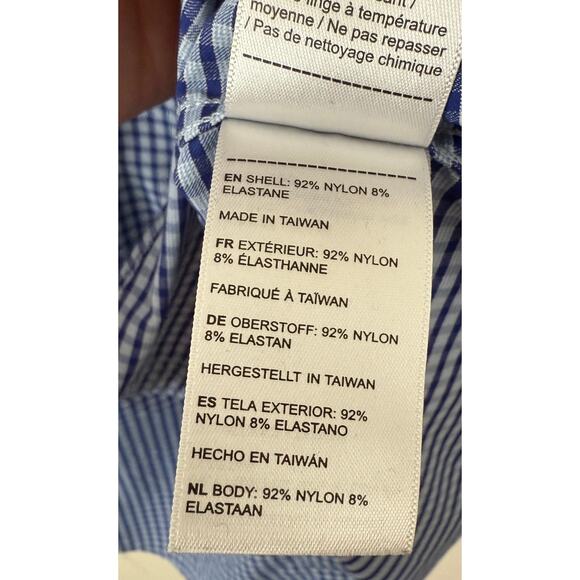 linge à température
moyenne / Ne pas repasser
/ Pas de nettoyage chimique
EN SHELL: 92% NYLON 8%
ELASTANE
MADE IN TAIWAN
FR EXTÉRIEUR: 92% NYLON
8% ÉLASTHANNE
FABRIQUÉ À TAÏWAN
DE OBERSTOFF: 92% NYLON
8% ELASTAN
HERGESTELLT IN TAIWAN
ES TELA EXTERIOR: 92%
NYLON 8% ELASTANO
HECHO EN TAIWÁN
NL BODY: 92% NYLON 8%
ELASTAAN